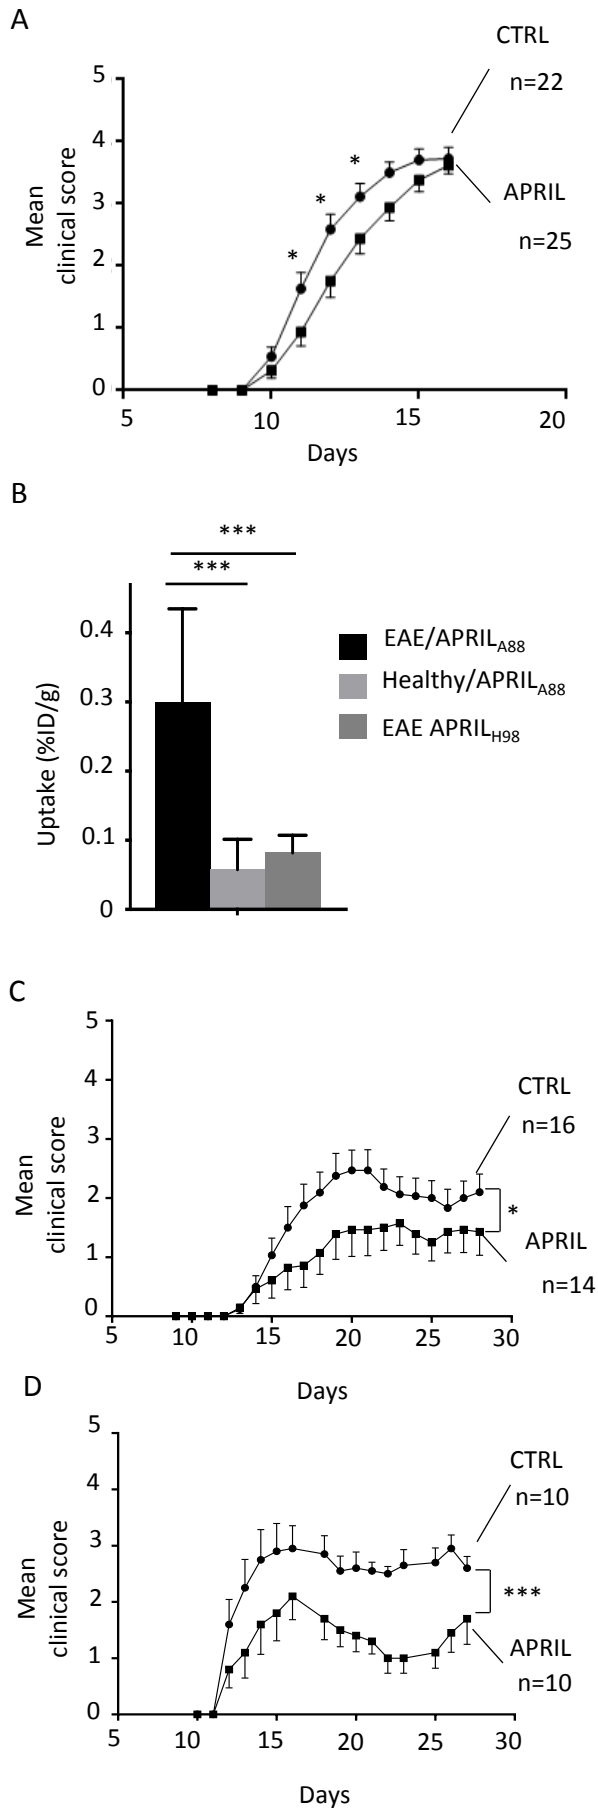 A
CTRL
n=22
5
4
3
2
1
0
Mean
clinical score
*
*
*
APRIL
n=25
5
10
15
20
Days
B
***
***
0.4
0.3
0.2
0.1
0
Uptake (%ID/g)
EAE/APRILA88
Healthy/APRILA88
EAE APRILH98
C
5
4
3
2
1
0
Mean
clinical score
CTRL
n=16
*
APRIL
n=14
5
10
15
20
25
30
Days
D
5
4
3
2
1
0
Mean
clinical score
CTRL
n=10
***
APRIL
n=10
5
10
15
20
25
30
Days